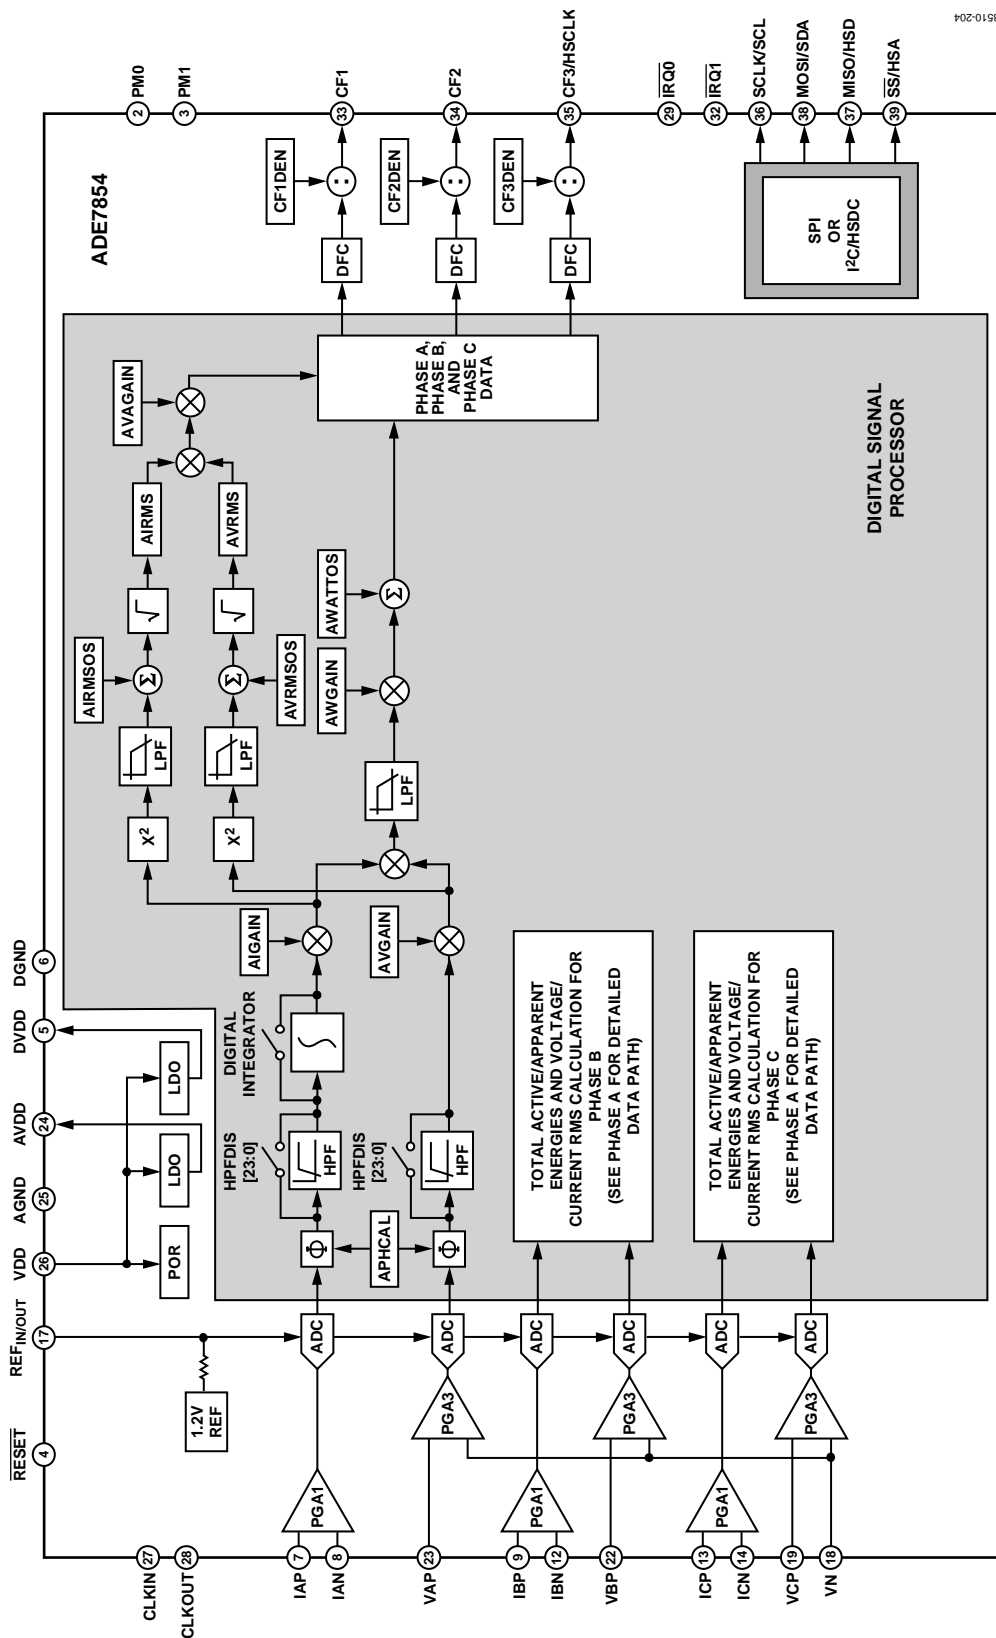 RESET
4
REFIN/OUT
17
VDD
26
AGND
25
AVDD
24
DVDD
5
DGND
6
CLKIN 27
CLKOUT 28
1.2V
REF
POR
LDO
LDO
ADE7854
PM0
2
PM1
3
IAP
7
IAN
8
PGA1
ADC
VAP
23
PGA3
ADC
IBP
9
IBN
12
PGA1
ADC
VBP
22
PGA3
ADC
ICP
13
ICN
14
PGA1
ADC
VCP
19
VN
18
PGA3
ADC
Φ
APHCAL
Φ
HPFDIS
[23:0]
HPF
HPFDIS
[23:0]
HPF
DIGITAL
INTEGRATOR
AIGAIN
AVGAIN
X²
LPF
AIRMSOS
Σ
√
AIRMS
X²
LPF
AVRMSOS
Σ
√
AVRMS
AVAGAIN
LPF
AWGAIN
AWATTOS
Σ
PHASE A,
PHASE B,
AND
PHASE C
DATA
TOTAL ACTIVE/APPARENT
ENERGIES AND VOLTAGE/
CURRENT RMS CALCULATION FOR
PHASE B
(SEE PHASE A FOR DETAILED
DATA PATH)
TOTAL ACTIVE/APPARENT
ENERGIES AND VOLTAGE/
CURRENT RMS CALCULATION FOR
PHASE C
(SEE PHASE A FOR DETAILED
DATA PATH)
DIGITAL SIGNAL
PROCESSOR
DFC
CF1DEN
:
33
CF1
DFC
CF2DEN
:
34
CF2
DFC
CF3DEN
:
35
CF3/HSCLK
29
IRQ0
32
IRQ1
SPI
OR
I²C/HSDC
36
SCLK/SCL
38
MOSI/SDA
37
MISO/HSD
39
SS/HSA
8510-204